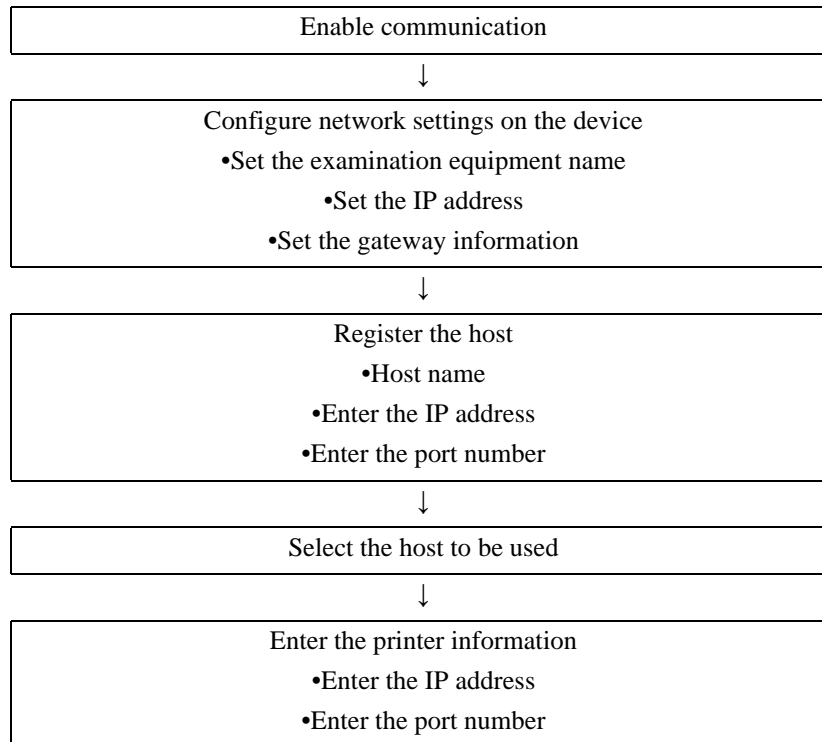 Enable communication
↓
Configure network settings on the device
•Set the examination equipment name
•Set the IP address
•Set the gateway information
↓
Register the host
•Host name
•Enter the IP address
•Enter the port number
↓
Select the host to be used
↓
Enter the printer information
•Enter the IP address
•Enter the port number